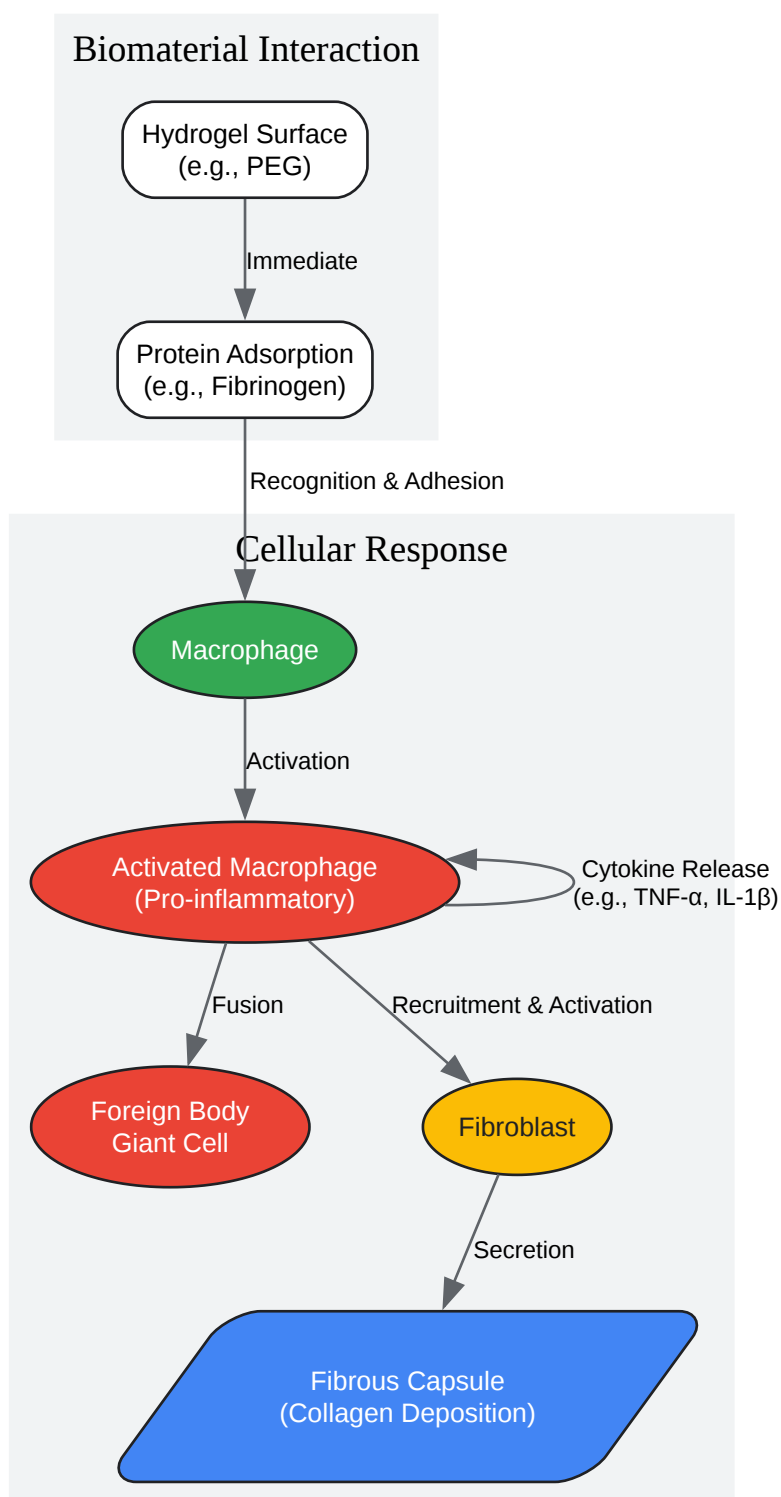 Biomaterial Interaction
Hydrogel Surface
(e.g., PEG)
Immediate
Protein Adsorption
(e.g., Fibrinogen)
Recognition & Adhesion
Cellular Response
Macrophage
Activation
Activated Macrophage
(Pro-inflammatory)
Cytokine Release
(e.g., TNF-α, IL-1β)
Fusion
Recruitment & Activation
Foreign Body
Giant Cell
Fibroblast
Secretion
Fibrous Capsule
(Collagen Deposition)